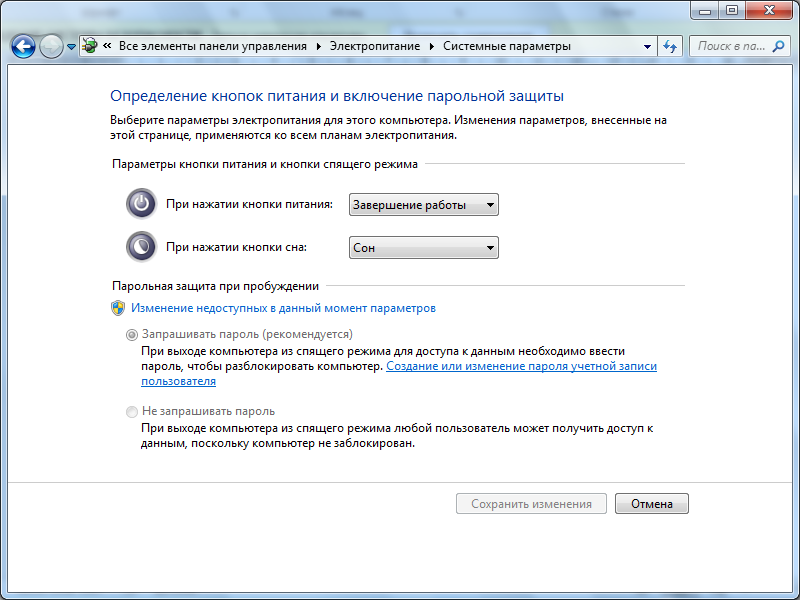 « Все элементы панели управления ▸ Электропитание ▸ Системные параметры
Поиск в па...
Определение кнопок питания и включение парольной защиты
Выберите параметры электропитания для этого компьютера. Изменения параметров, внесенные на
этой странице, применяются ко всем планам электропитания.
Параметры кнопки питания и кнопки спящего режима
При нажатии кнопки питания: Завершение работы
При нажатии кнопки сна: Сон
Парольная защита при пробуждении
Изменение недоступных в данный момент параметров
Запрашивать пароль (рекомендуется)
При выходе компьютера из спящего режима для доступа к данным необходимо ввести
пароль, чтобы разблокировать компьютер. Создание или изменение пароля учетной записи
пользователя
Не запрашивать пароль
При выходе компьютера из спящего режима любой пользователь может получить доступ к
данным, поскольку компьютер не заблокирован.
Сохранить изменения Отмена